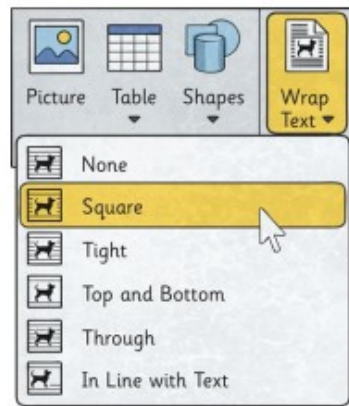 Picture Table Shapes Wrap
Text
None
Square
Tight
Top and Bottom
Through
In Line with Text